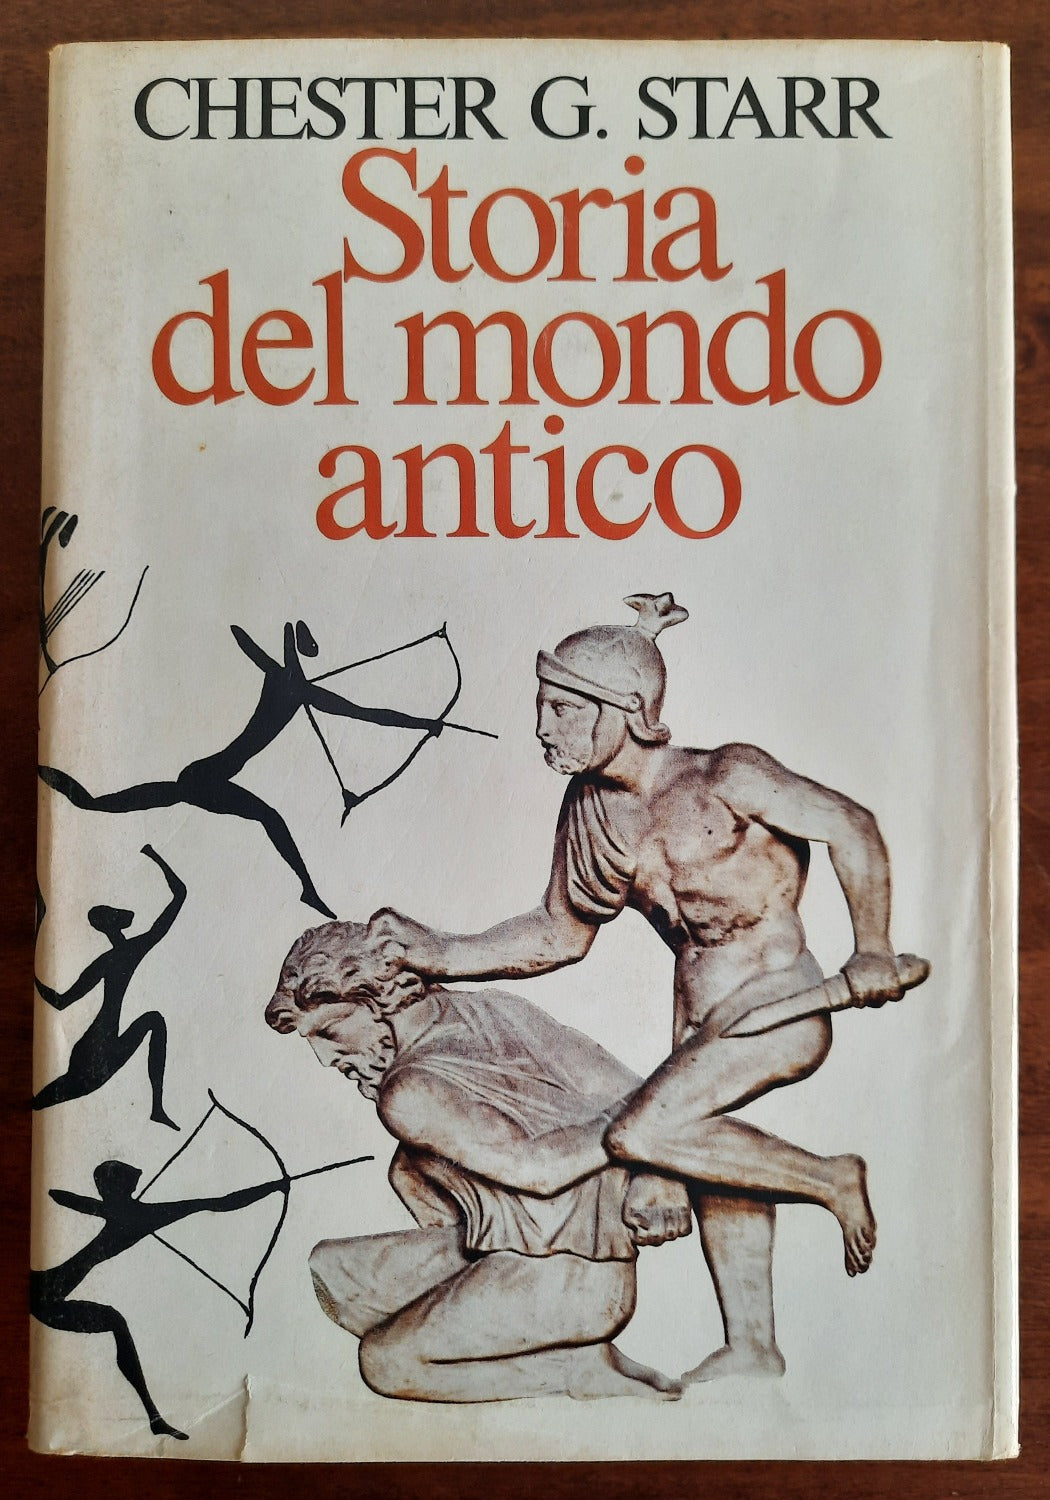 CHESTER G. STARR
Storia
del mondo
antico